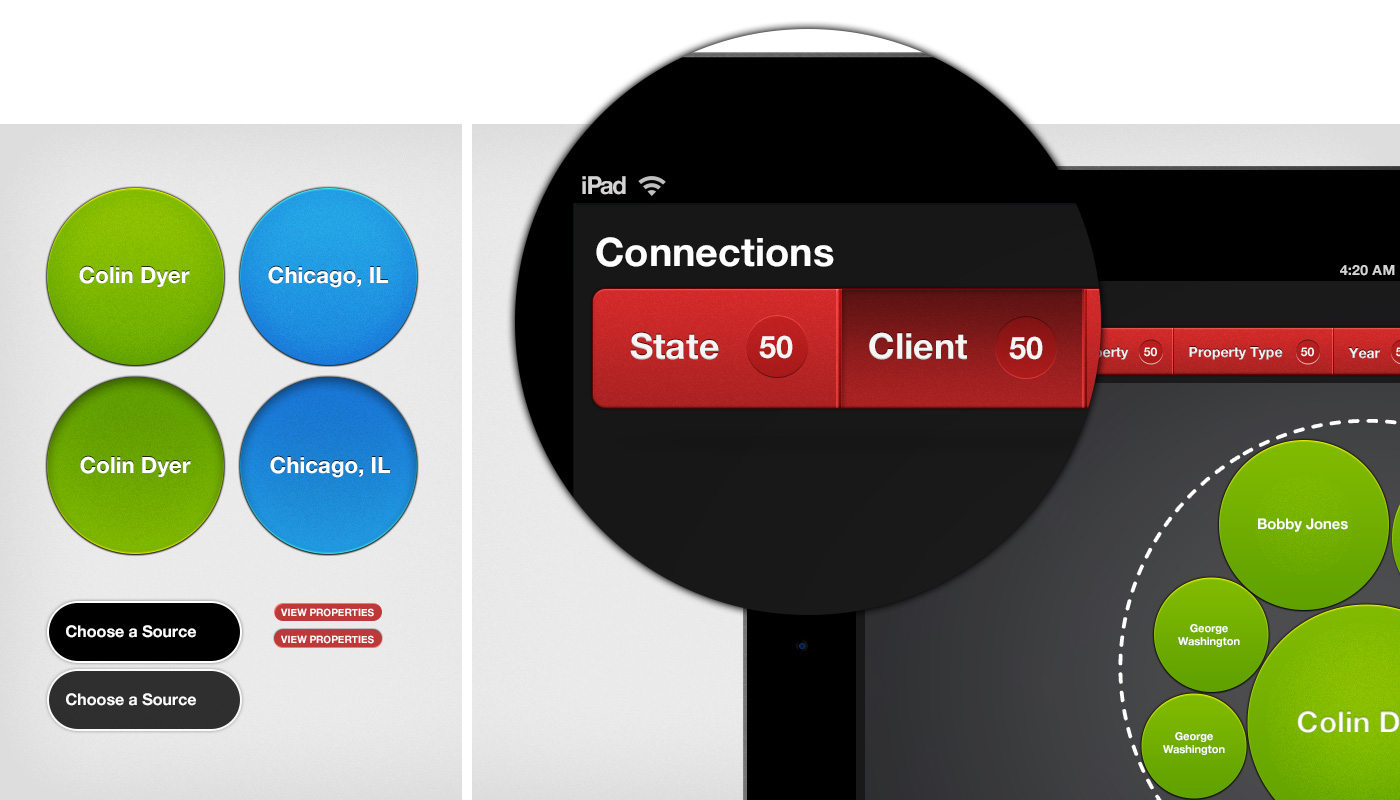 Colin Dyer
Chicago, IL
Colin Dyer
Chicago, IL
Choose a Source
VIEW PROPERTIES
VIEW PROPERTIES
Choose a Source
iPad
Connections
State 50
Client 50
4:20 AM
perty 50
Property Type 50
Year
Bobby Jones
George
Washington
Colin D
George
Washington